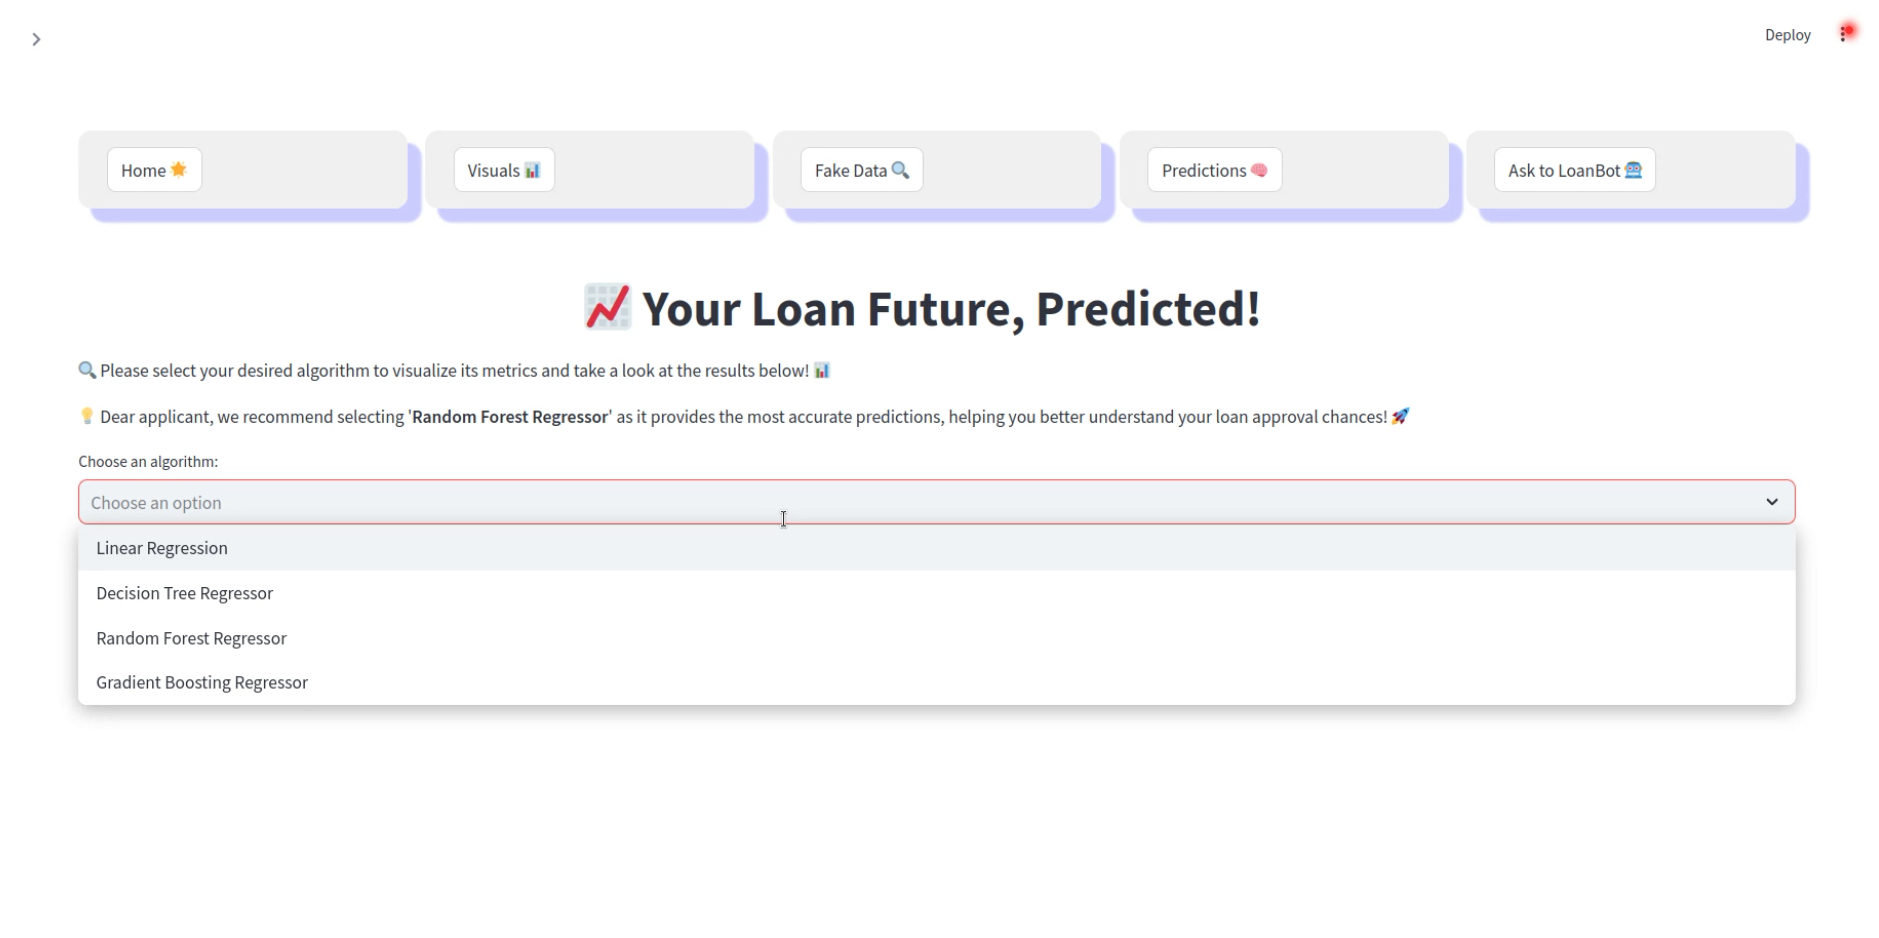 Deploy
Home 🌟
Visuals 📊
Fake Data 🔍
Predictions 🧠
Ask to LoanBot 🤖
📈 Your Loan Future, Predicted!
🔍 Please select your desired algorithm to visualize its metrics and take a look at the results below! 📊
💡 Dear applicant, we recommend selecting 'Random Forest Regressor' as it provides the most accurate predictions, helping you better understand your loan approval chances! 🚀
Choose an algorithm:
Choose an option
Linear Regression
Decision Tree Regressor
Random Forest Regressor
Gradient Boosting Regressor